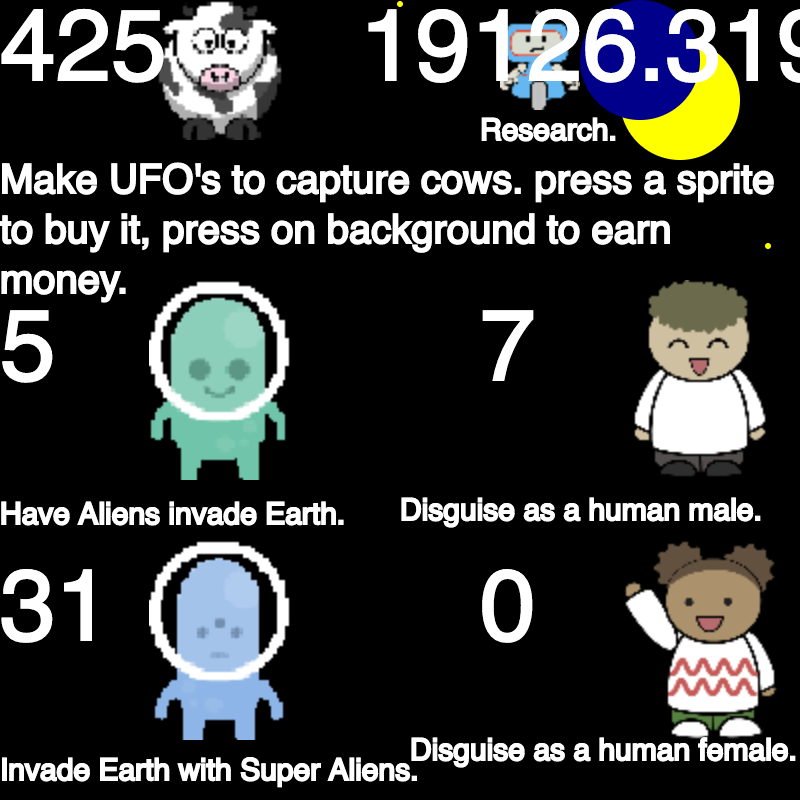 425 19126.319
Research.
Make UFO's to capture cows. press a sprite
to buy it, press on background to earn
money.
5 7
Have Aliens invade Earth. Disguise as a human male.
31 0
Disguise as a human female.
Invade Earth with Super Aliens.